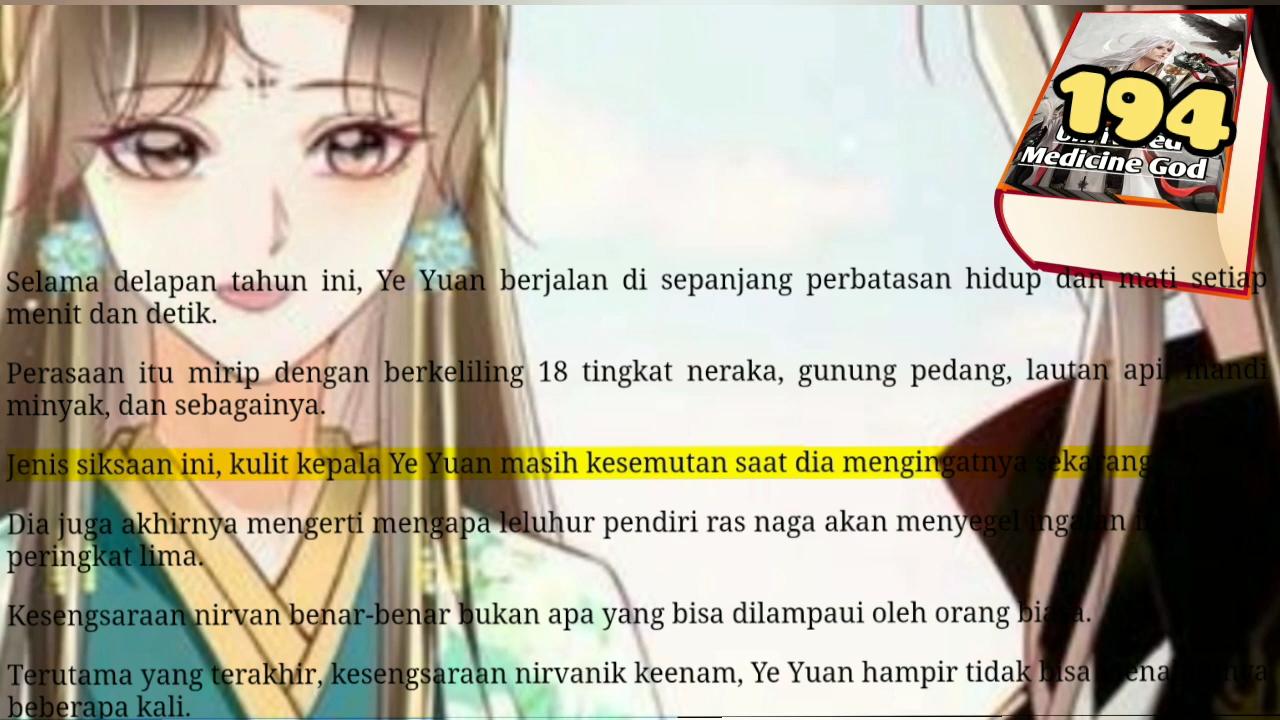 194
Medicine God
Selama delapan tahun ini, Ye Yuan berjalan di sepanjang perbatasan hidup dan mati setiap
menit dan detik.
Perasaan itu mirip dengan berkeliling 18 tingkat neraka, gunung pedang, lautan api, mandi
minyak, dan sebagainya.
Jenis siksaan ini, kulit kepala Ye Yuan masih kesemutan saat dia mengingatnya sekarang
Dia juga akhirnya mengerti mengapa leluhur pendiri ras naga akan menyegel ingatan
peringkat lima.
Kesengsaraan nirvan benar-benar bukan apa yang bisa dilampaui oleh orang biasa.
Terutama yang terakhir, kesengsaraan nirvanik keenam, Ye Yuan hampir tidak bisa
beberapa kali.